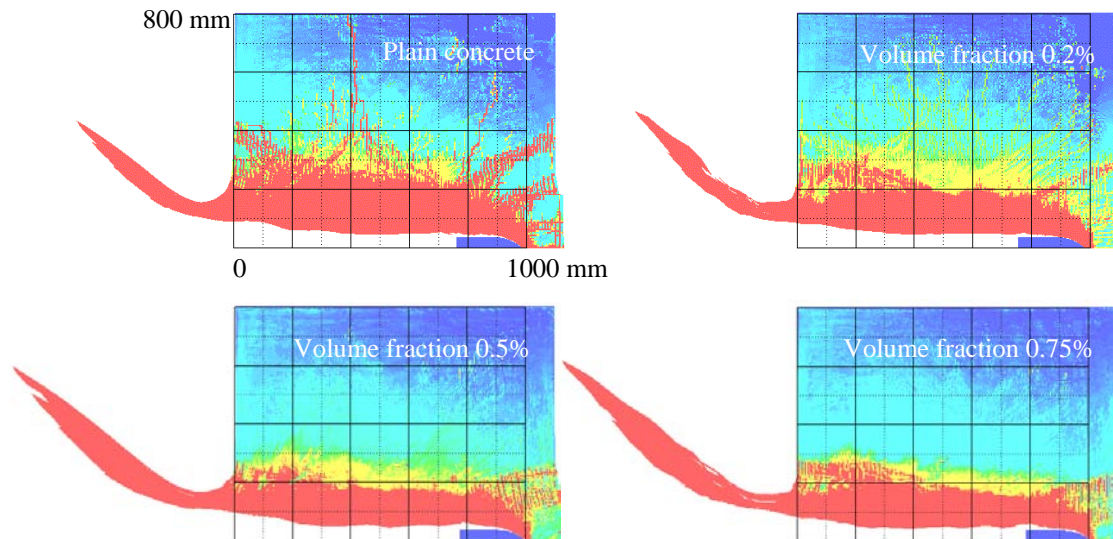 800 mm
Plain concrete
Volume fraction 0.2%
0
1000 mm
Volume fraction 0.5%
Volume fraction 0.75%